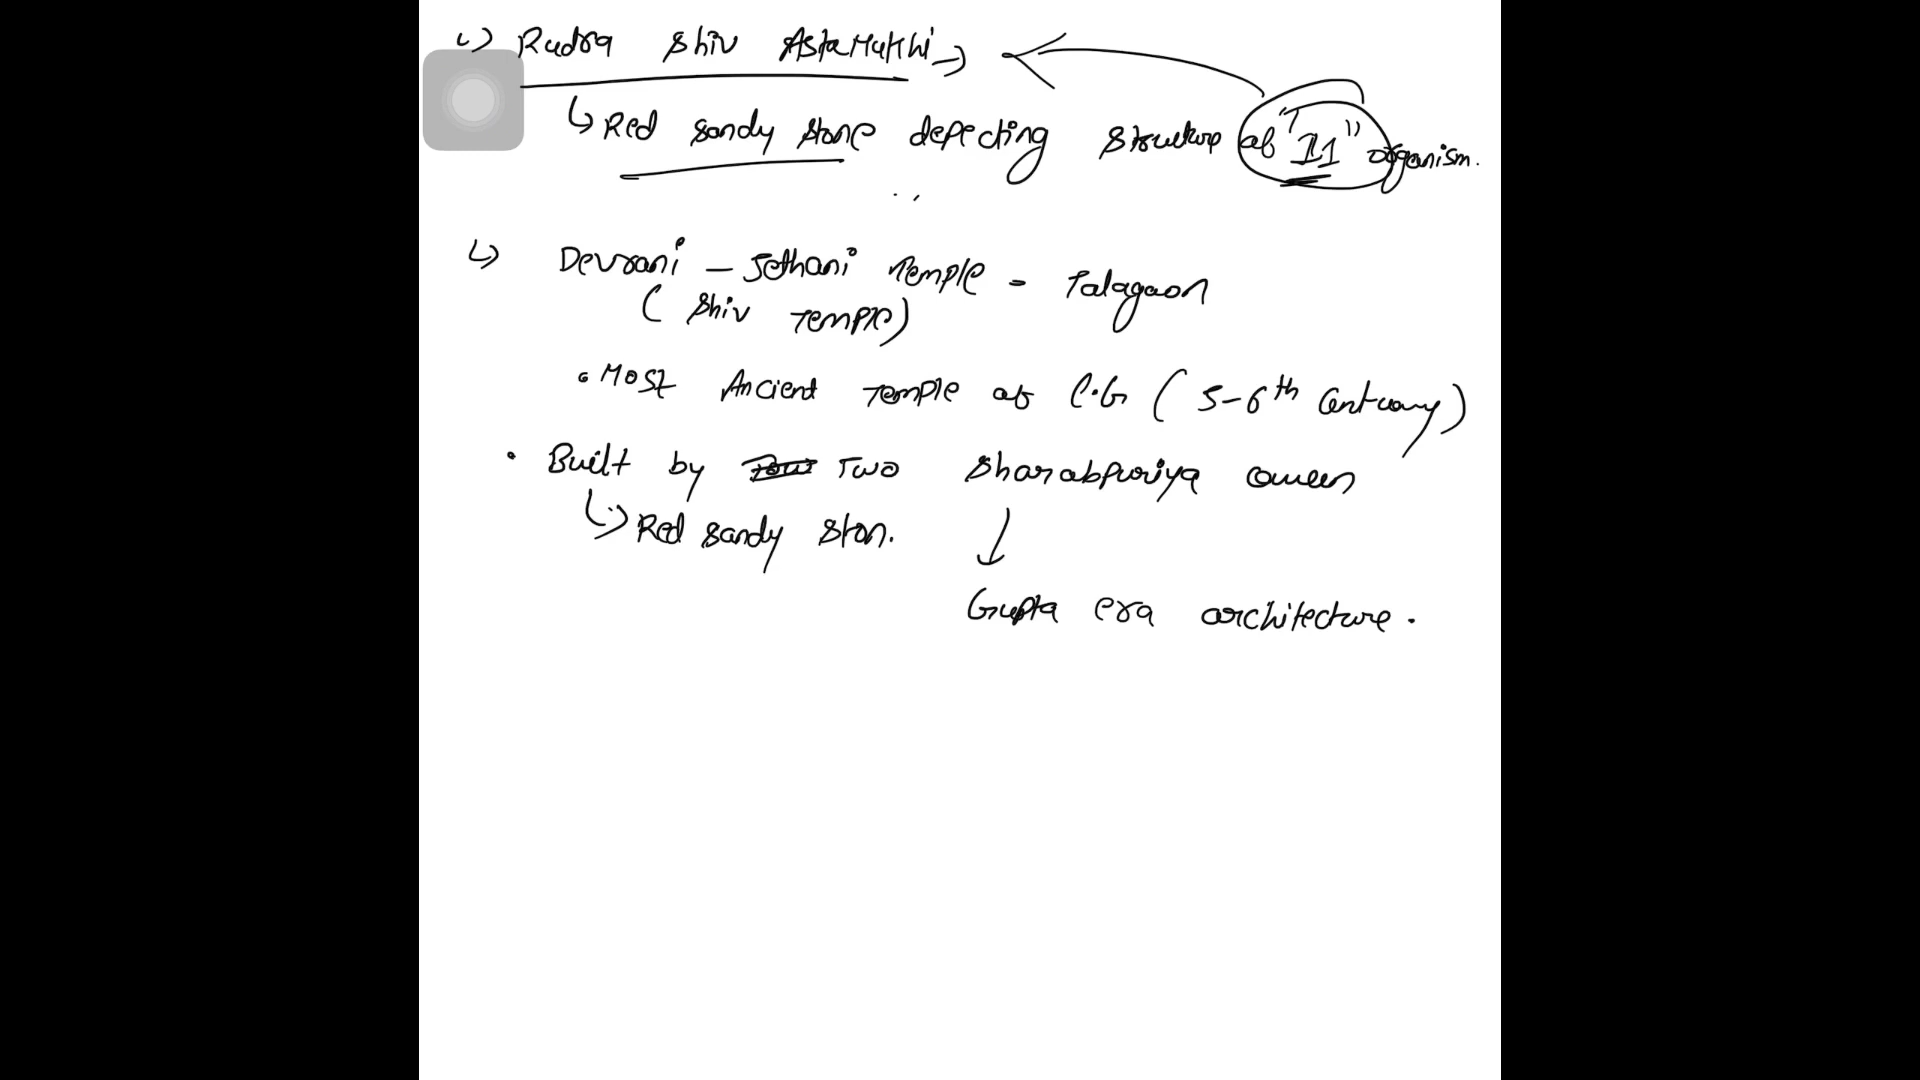 ↳ Rudra Shiv AstaMukhi →
↳ Red sandy stone depecting structure of "11" organism.
↳ Devrani - Jethani Temple - Talagaon
(Shiv Temple)
• Most Ancient Temple of C.G (5-6th Century)
• Built by Two Sharabpuriya Queen
↳ Red sandy ston. ↓
Gupta era architecture.